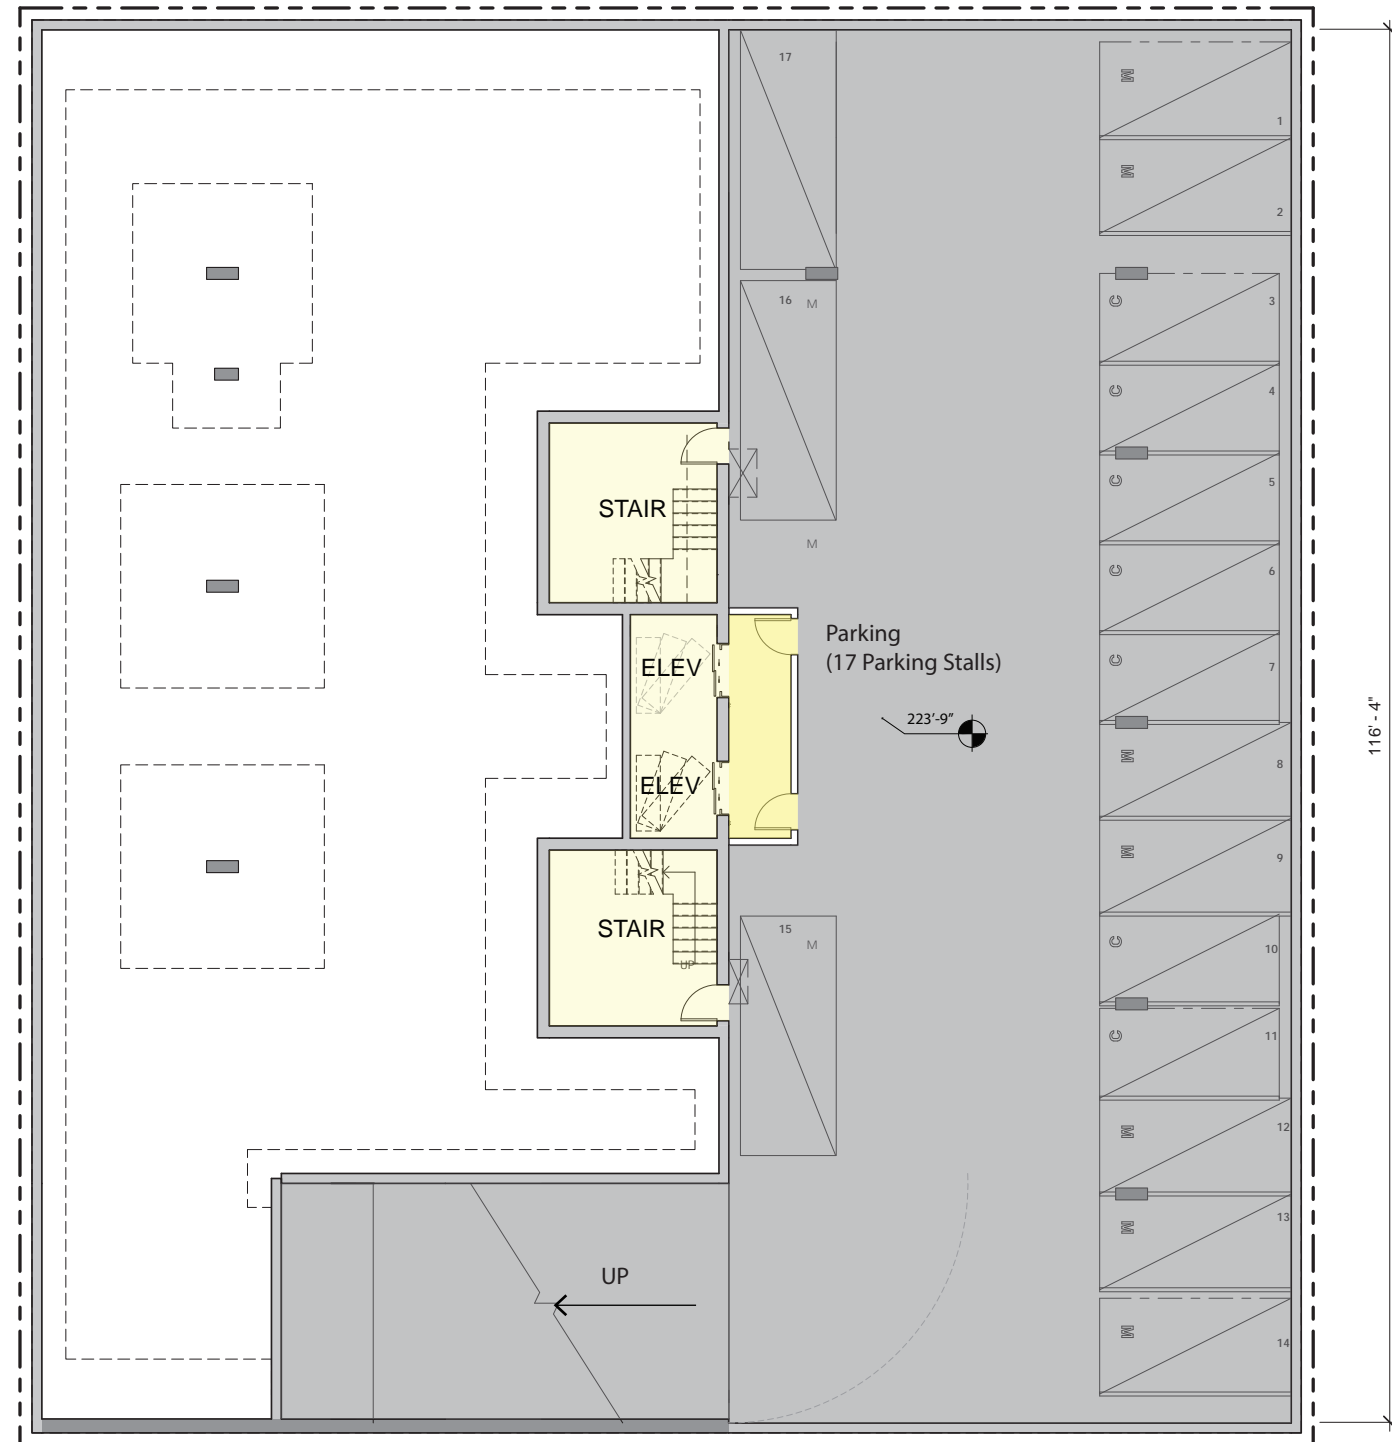 17
M
1
M
2
16 M
C 3
C 4
STAIR
C 5
M
C 6
Parking
(17 Parking Stalls)
ELEV
C 7
223'-9"
116' - 4"
M 8
ELEV
M 9
STAIR
15 M
C 10
UP
C 11
M 12
M 13
UP
M 14